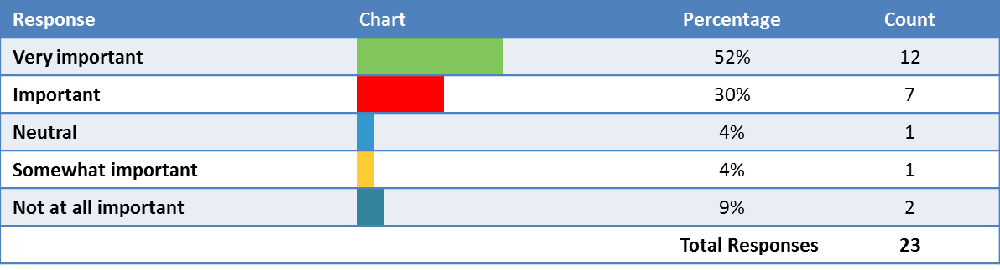 Response Chart Percentage Count
Very important 52% 12
Important 30% 7
Neutral 4% 1
Somewhat important 4% 1
Not at all important 9% 2
Total Responses 23